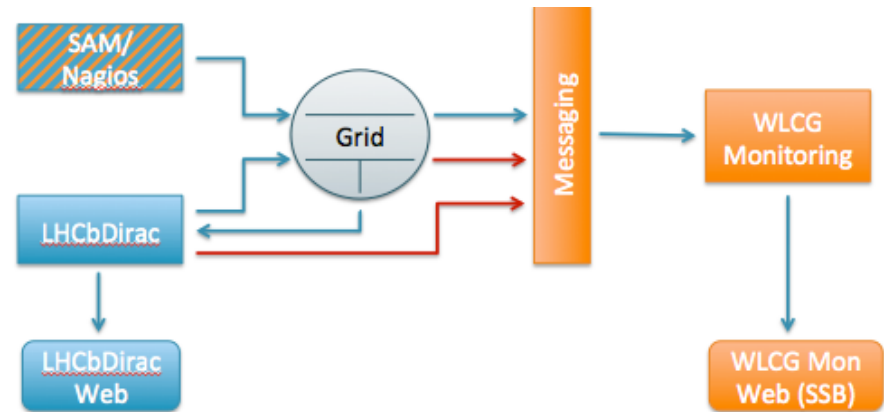 SAM/
Nagios
Grid
Messaging
WLCG
Monitoring
LHCbDirac
LHCbDirac
Web
WLCG Mon
Web (SSB)